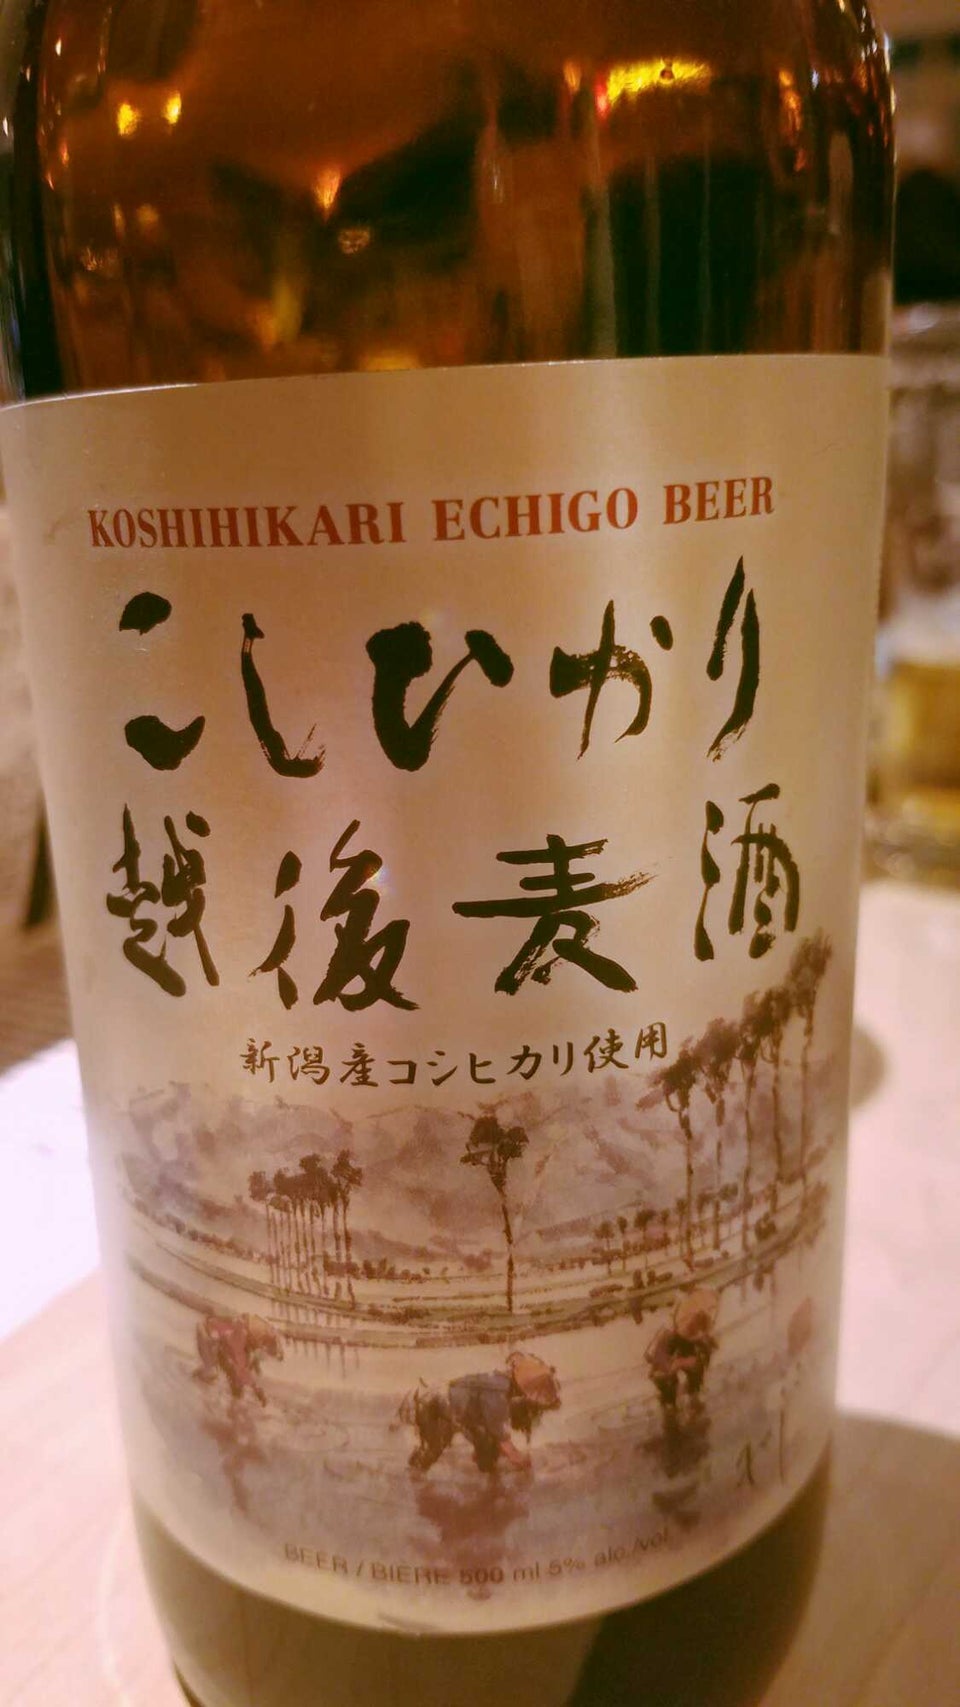 KOSHIHIKARI ECHIGO BEER
こしひかり
越後麦酒
新潟産コシヒカリ使用
BEER / BIÈRE 500 ml 5% alc./vol